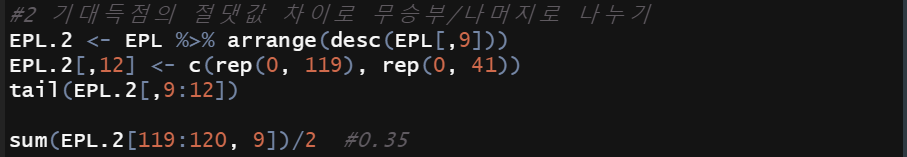 #2 기대득점의 절댓값 차이로 무승부/나머지로 나누기
EPL.2 <- EPL %>% arrange(desc(EPL[,9]))
EPL.2[,12] <- c(rep(0, 119), rep(0, 41))
tail(EPL.2[,9:12])
sum(EPL.2[119:120, 9])/2  #0.35